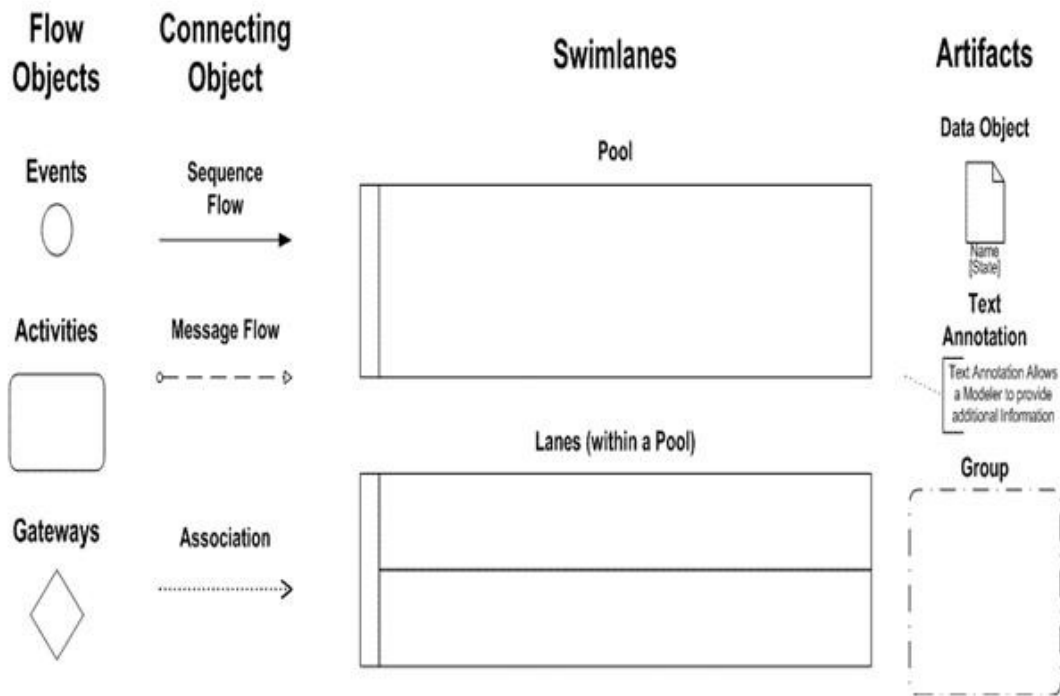 Flow
Objects
Events
Activities
Gateways
Connecting
Object
Sequence
Flow
Message Flow
Association
Swimlanes
Pool
Lanes (within a Pool)
Artifacts
Data Object
Name
[State]
Text
Annotation
Text Annotation Allows
a Modeler to provide
additional Information
Group